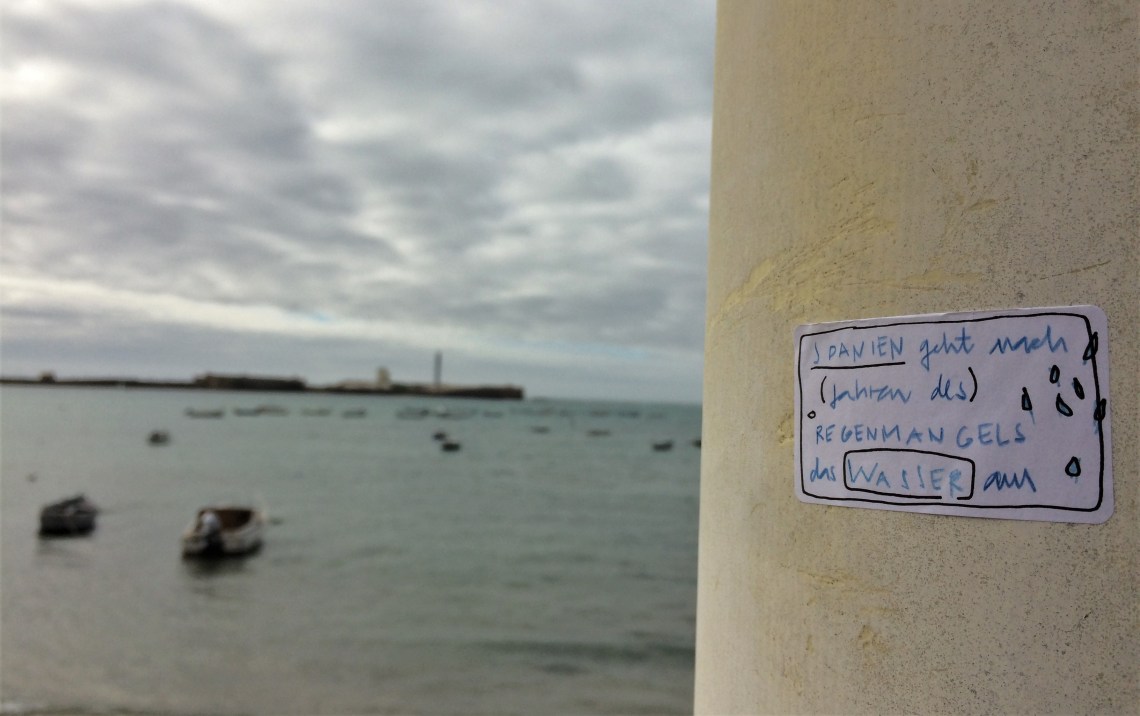 SPANIEN geht nach
(Jahren des)
REGENMANGELS
das WASSER aus